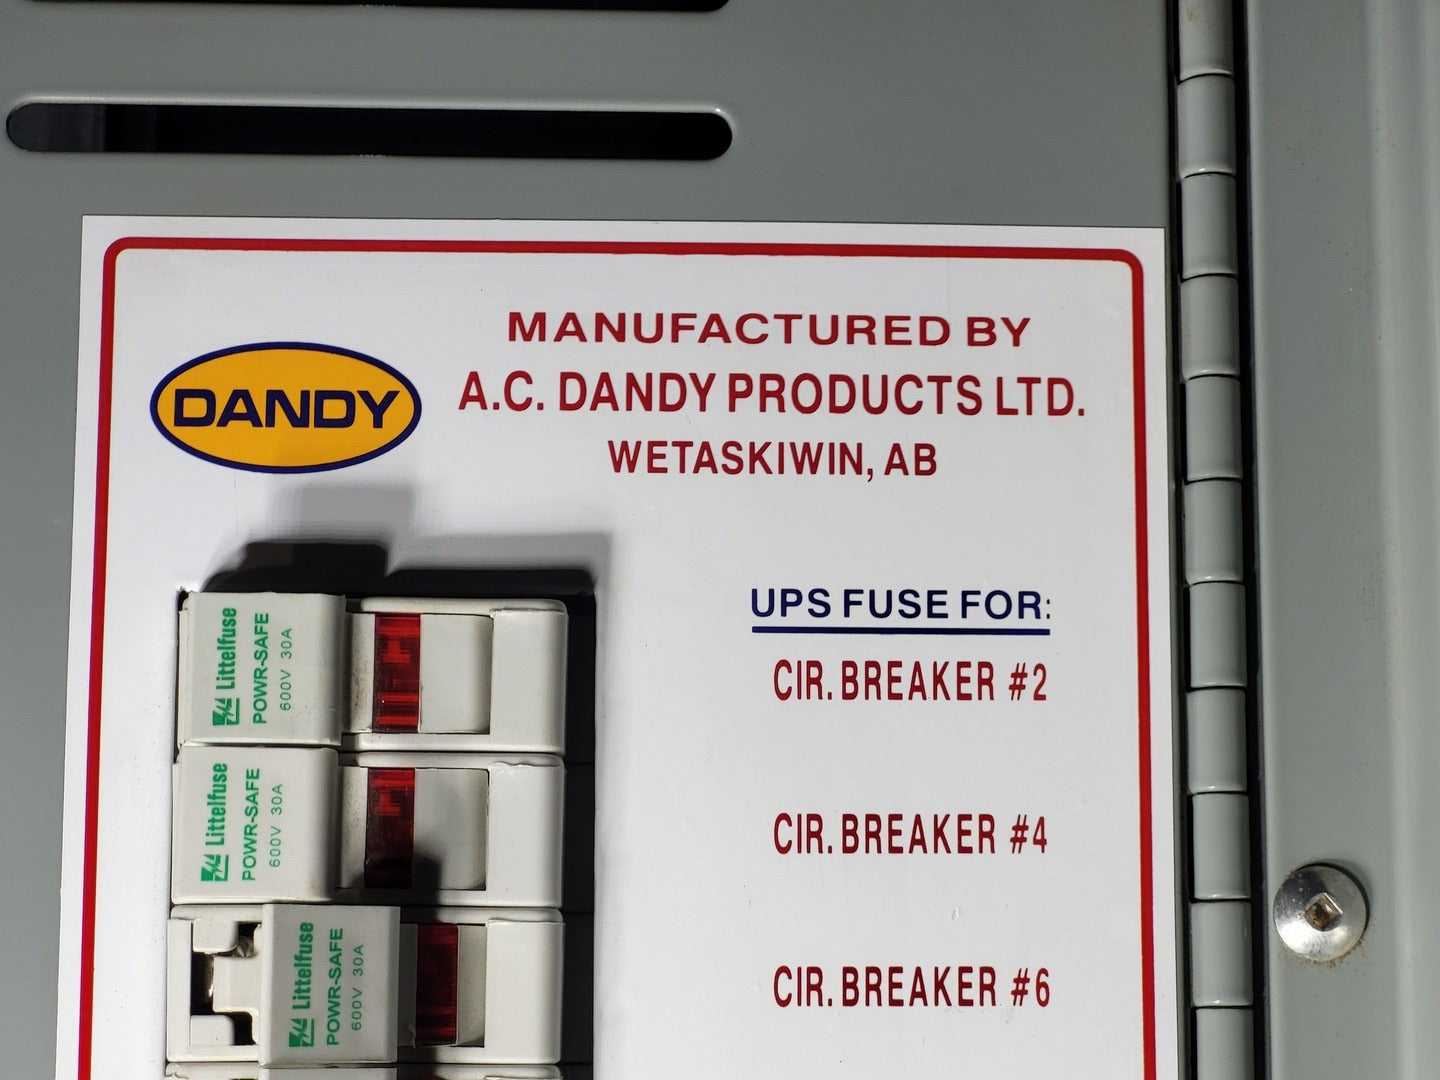 MANUFACTURED BY
DANDY
A.C. DANDY PRODUCTS LTD.
WETASKIWIN, AB
UPS FUSE FOR:
CIR. BREAKER #2
CIR. BREAKER #4
CIR. BREAKER #6
Littelfuse
POWR-SAFE
600V 30A
Littelfuse
POWR-SAFE
600V 30A
Littelfuse
POWR-SAFE
600V 30A